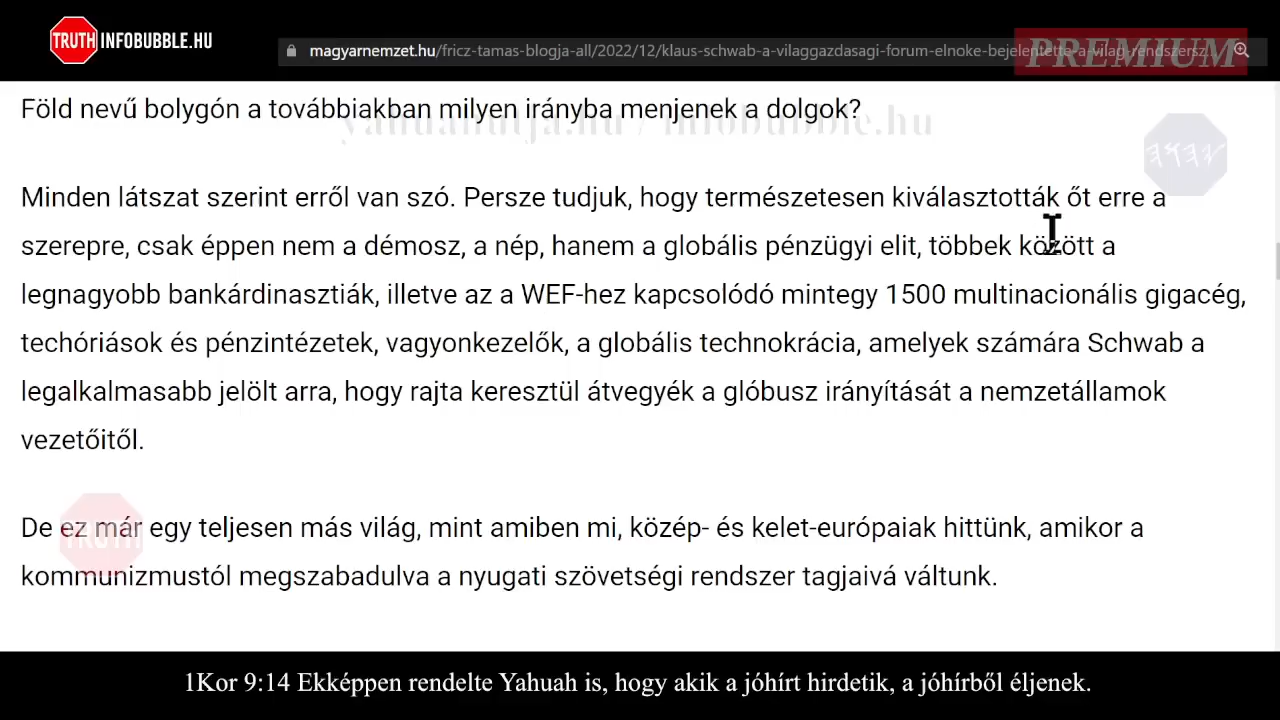 TRUTH INFOBUBBLE.HU
magyarnemzet.hu/fricz-tamas-blogja-all/2022/12/klaus-schwab-a-vilaggazdasagi-forum-elnoke-bejelentette-a-vilag-rendszersz...
PREMIUM
Föld nevű bolygón a továbbiakban milyen irányba menjenek a dolgok?
yahuahutja.hu / infobubble.hu
Minden látszat szerint erről van szó. Persze tudjuk, hogy természetesen kiválasztották őt erre a
szerepre, csak éppen nem a démosz, a nép, hanem a globális pénzügyi elit, többek között a
legnagyobb bankárdinasztiák, illetve az a WEF-hez kapcsolódó mintegy 1500 multinacionális gigacég,
techóriások és pénzintézetek, vagyonkezelők, a globális technokrácia, amelyek számára Schwab a
legalkalmasabb jelölt arra, hogy rajta keresztül átvegyék a glóbusz irányítását a nemzetállamok
vezetőitől.
De ez már egy teljesen más világ, mint amiben mi, közép- és kelet-európaiak hittünk, amikor a
kommunizmustól megszabadulva a nyugati szövetségi rendszer tagjaivá váltunk.
TRUTH
1Kor 9:14 Ekképpen rendelte Yahuah is, hogy akik a jóhírt hirdetik, a jóhírből éljenek.